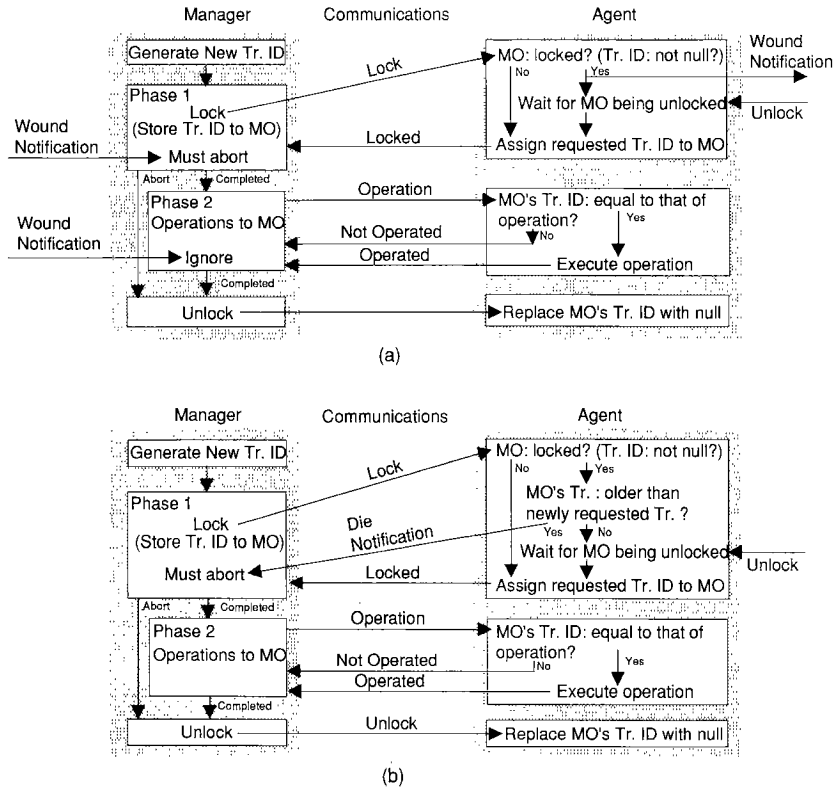 Manager
Communications
Agent
Generate New Tr. ID
MO: locked? (Tr. ID: not null?)
Wound
Notification
Lock
No
Yes
Phase 1
Lock
(Store Tr. ID to MO)
Wait for MO being unlocked
Unlock
Wound
Notification
Locked
Must abort
Assign requested Tr. ID to MO
Abort
Completed
Phase 2
Operations to MO
Operation
MO's Tr. ID: equal to that of
operation?
Yes
Wound
Notification
Not Operated
No
Ignore
Operated
Execute operation
Completed
Unlock
Replace MO's Tr. ID with null
(a)
Manager
Communications
Agent
Generate New Tr. ID
MO: locked? (Tr. ID: not null?)
Lock
No
Yes
Phase 1
Lock
(Store Tr. ID to MO)
MO's Tr. : older than
newly requested Tr. ?
Die
Notification
Yes
No
Wait for MO being unlocked
Unlock
Must abort
Locked
Assign requested Tr. ID to MO
Abort
Completed
Phase 2
Operations to MO
Operation
MO's Tr. ID: equal to that of
operation?
Not Operated
No
Yes
Operated
Execute operation
Completed
Unlock
Unlock
Replace MO's Tr. ID with null
(b)